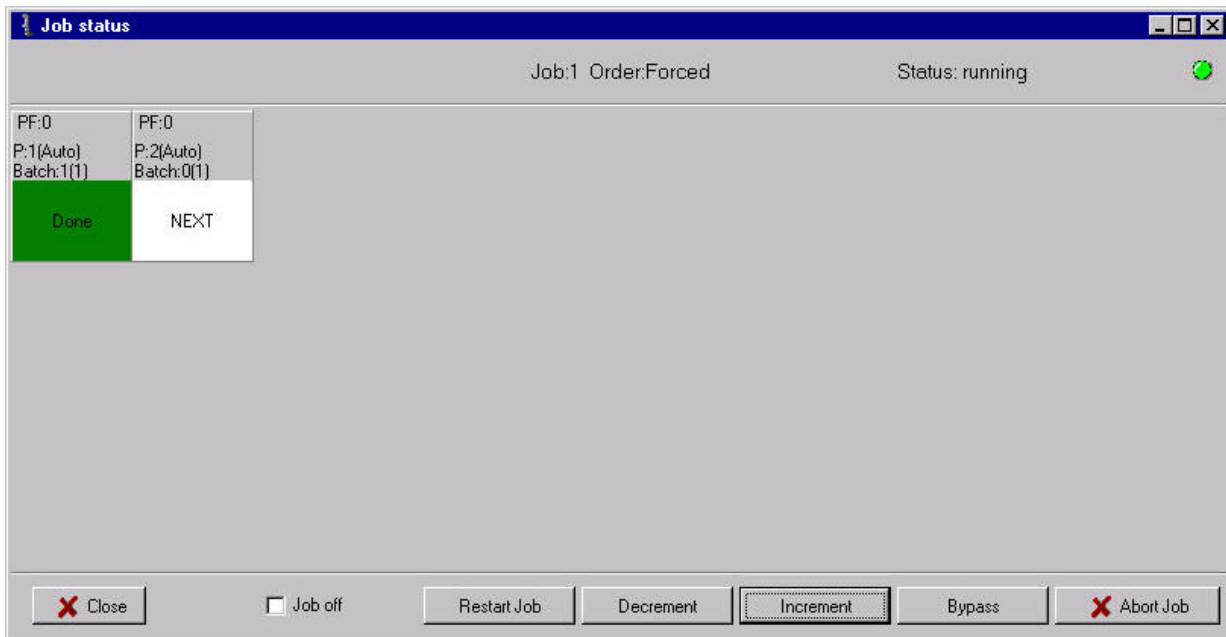 Job status
Job:1 Order:Forced Status: running
PF:0 PF:0
P:1(Auto) P:2(Auto)
Batch:1(1) Batch:0(1)
Done NEXT
Close Job off Restart Job Decrement Increment Bypass Abort Job